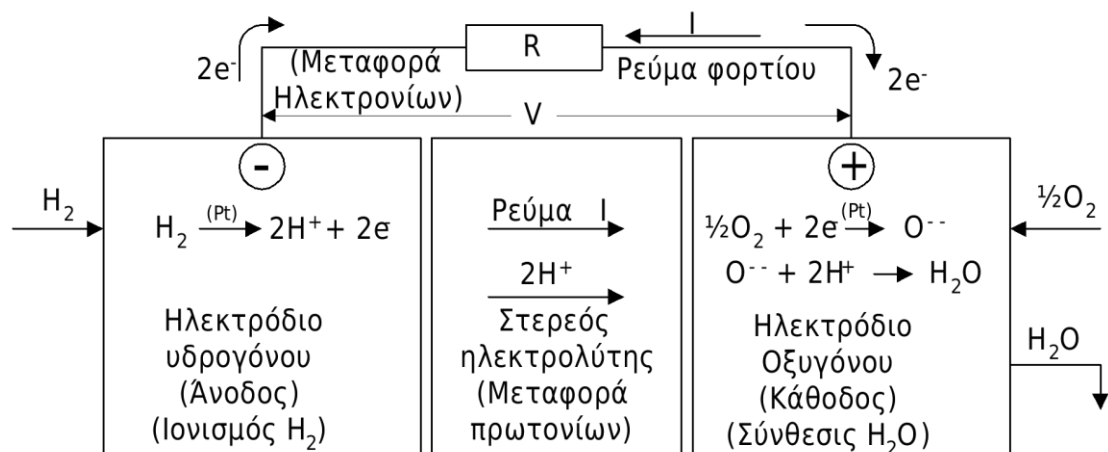 2e⁻
(Μεταφορά
Ηλεκτρονίων)
R
I
Ρεύμα φορτίου
2e⁻
V
-
+
H₂
H₂ (Pt) 2H⁺ + 2e⁻
Ηλεκτρόδιο
υδρογόνου
(Άνοδος)
(Ιονισμός H₂)
Ρεύμα I
2H⁺
Στερεός
ηλεκτρολύτης
(Μεταφορά
πρωτονίων)
½O₂ + 2e⁻ (Pt) O⁻⁻
O⁻⁻ + 2H⁺ H₂O
Ηλεκτρόδιο
Οξυγόνου
(Κάθοδος)
(Σύνθεσις H₂O)
½O₂
H₂O